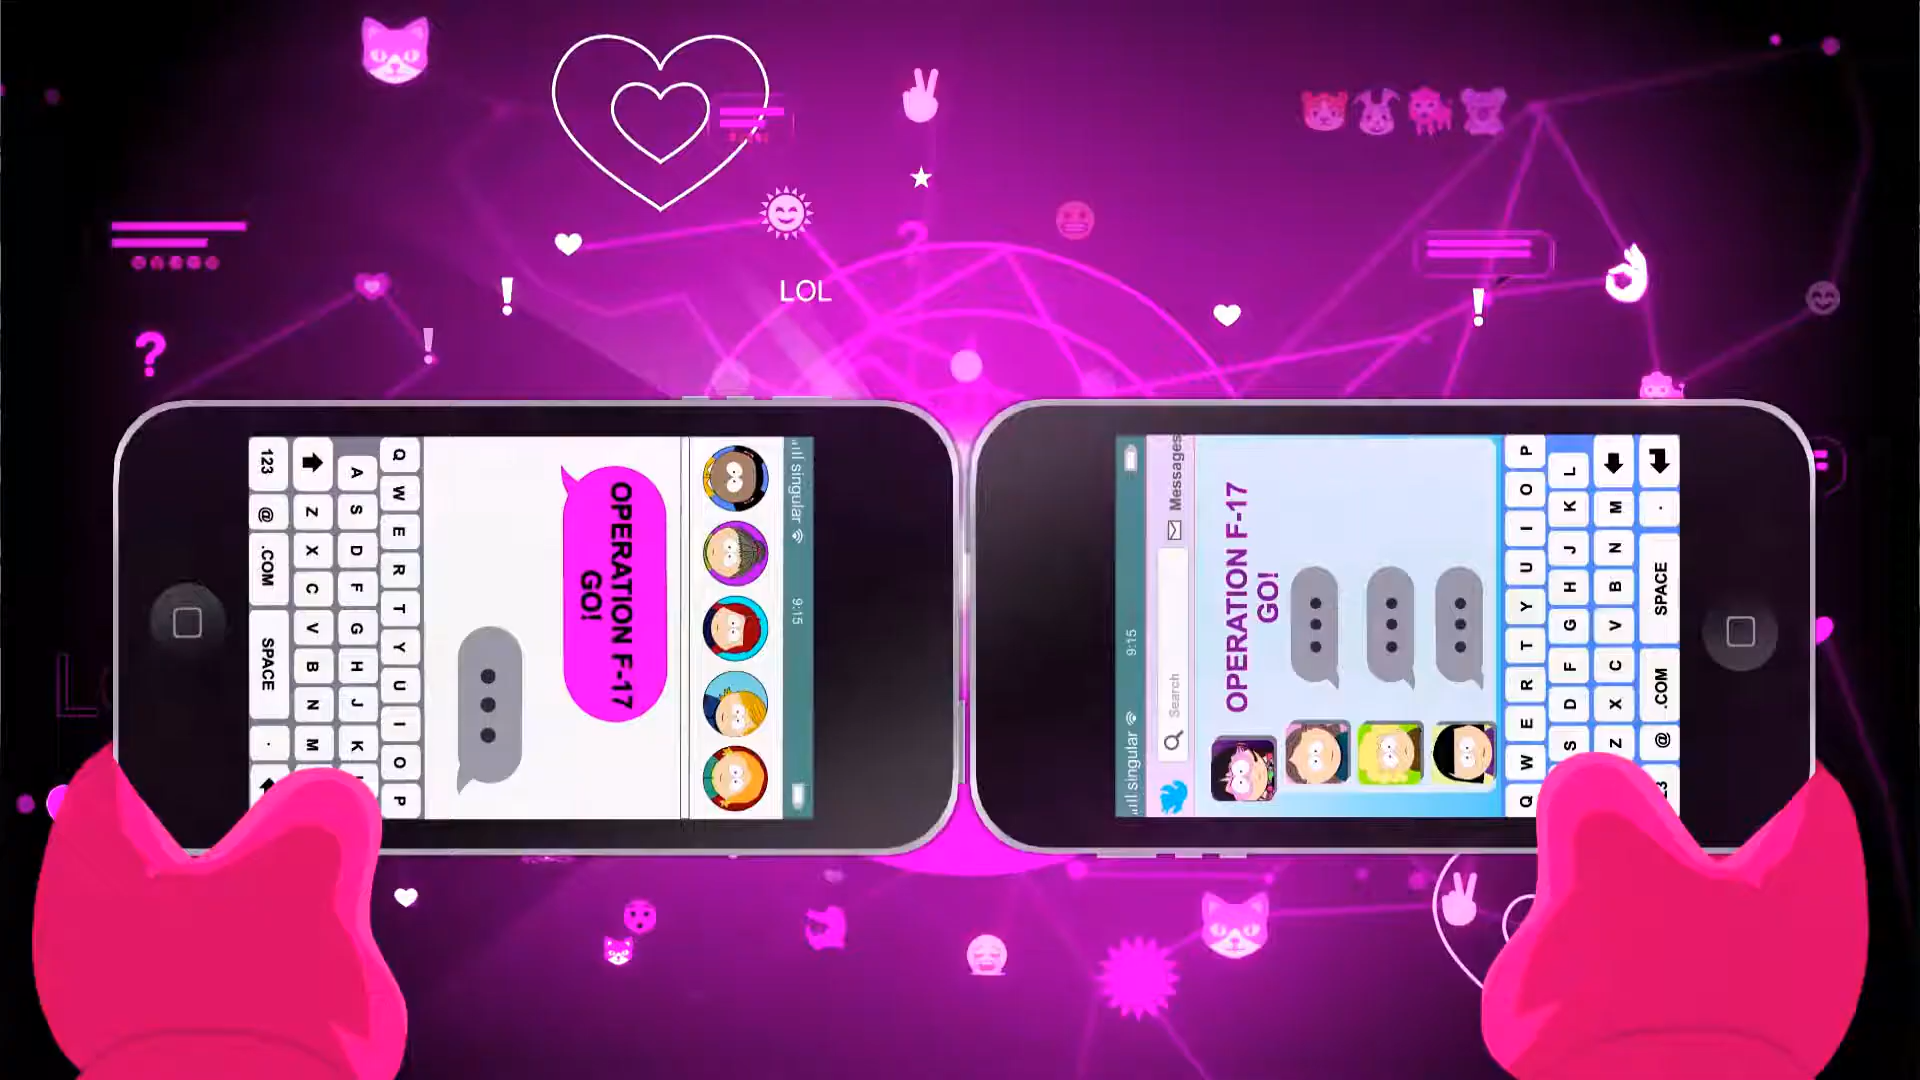 LOL
OPERATION F-17
GO!
singular
9:15
Q W E R T Y U I O P
A S D F G H J K
Z X C V B N M
123 @ .COM SPACE .
singular
9:15
Messages
Search
OPERATION F-17
GO!
Q W E R T Y U I O P
S D F G H J K L
Z X C V B N M
@ .COM SPACE .